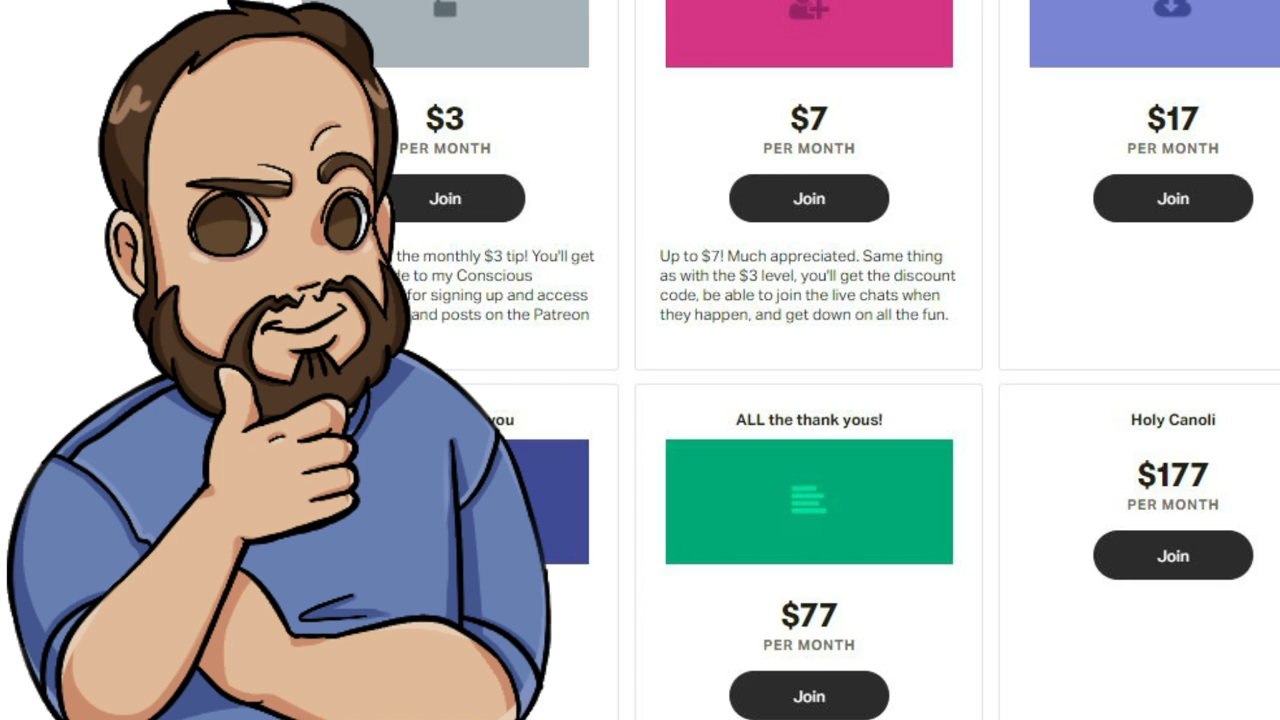 $3
PER MONTH
Join
the monthly $3 tip! You'll get
to my Conscious
for signing up and access
and posts on the Patreon
$7
PER MONTH
Join
Up to $7! Much appreciated. Same thing
as with the $3 level, you'll get the discount
code, be able to join the live chats when
they happen, and get down on all the fun.
$17
PER MONTH
Join
you
ALL the thank yous!
$77
PER MONTH
Join
Holy Canoli
$177
PER MONTH
Join